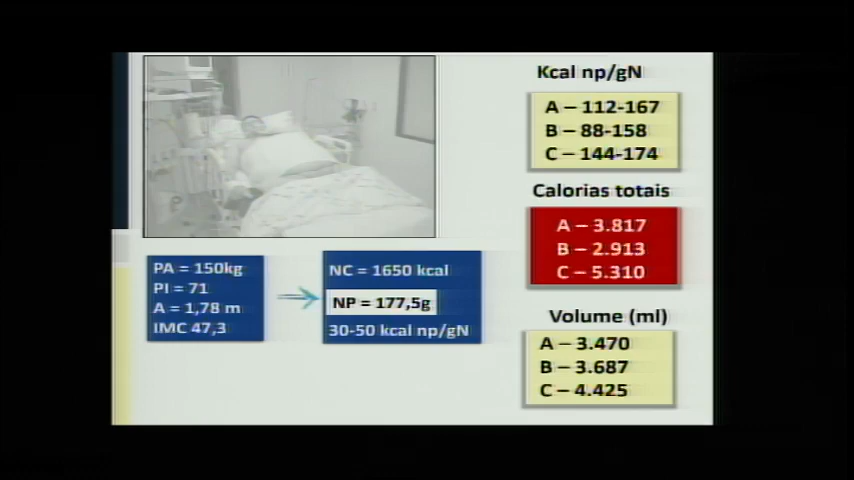 Kcal np/gN
A – 112-167
B – 88-158
C – 144-174
Calorias totais
A – 3.817
B – 2.913
C – 5.310
PA = 150kg
PI = 71
A = 1,78 m
IMC 47,3
NC = 1650 kcal
NP = 177,5g
30-50 kcal np/gN
Volume (ml)
A – 3.470
B – 3.687
C – 4.425